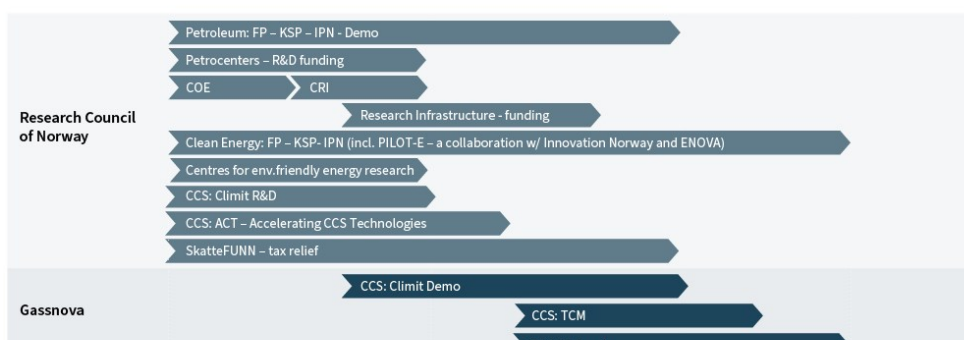 Research Council
of Norway
Petroleum: FP – KSP – IPN - Demo
Petrocenters – R&D funding
COE CRI
Research Infrastructure - funding
Clean Energy: FP – KSP- IPN (incl. PILOT-E – a collaboration w/ Innovation Norway and ENOVA)
Centres for env.friendly energy research
CCS: Climit R&D
CCS: ACT – Accelerating CCS Technologies
SkatteFUNN – tax relief
Gassnova
CCS: Climit Demo
CCS: TCM